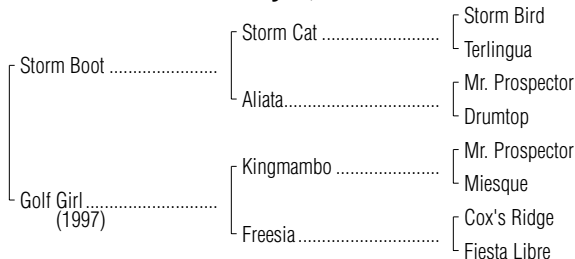 Storm Bird
Storm Cat ......................
Terlingua
Storm Boot ....................
Mr. Prospector
Aliata.............................
Drumtop
Mr. Prospector
Kingmambo ...................
Miesque
Golf Girl.........................
(1997)
Cox's Ridge
Freesia...........................
Fiesta Libre